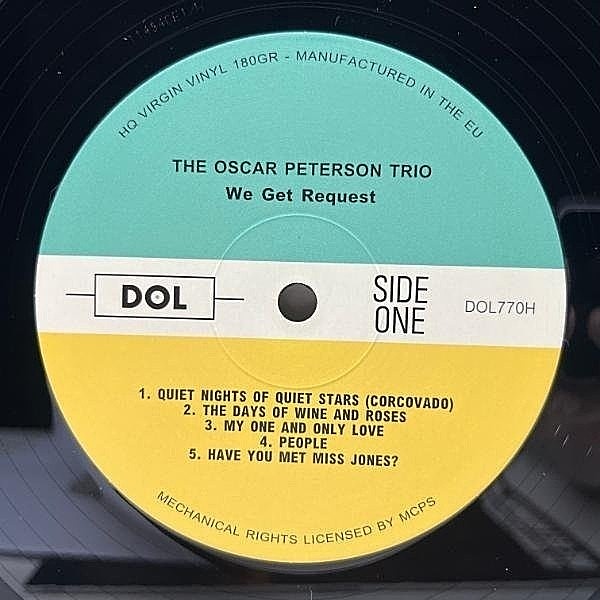 HQ VIRGIN VINYL 180GR - MANUFACTURED IN THE EU
THE OSCAR PETERSON TRIO
We Get Request
DOL
SIDE
ONE
DOL770H
1. QUIET NIGHTS OF QUIET STARS (CORCOVADO)
2. THE DAYS OF WINE AND ROSES
3. MY ONE AND ONLY LOVE
4. PEOPLE
5. HAVE YOU MET MISS JONES?
MECHANICAL RIGHTS LICENSED BY MCPS